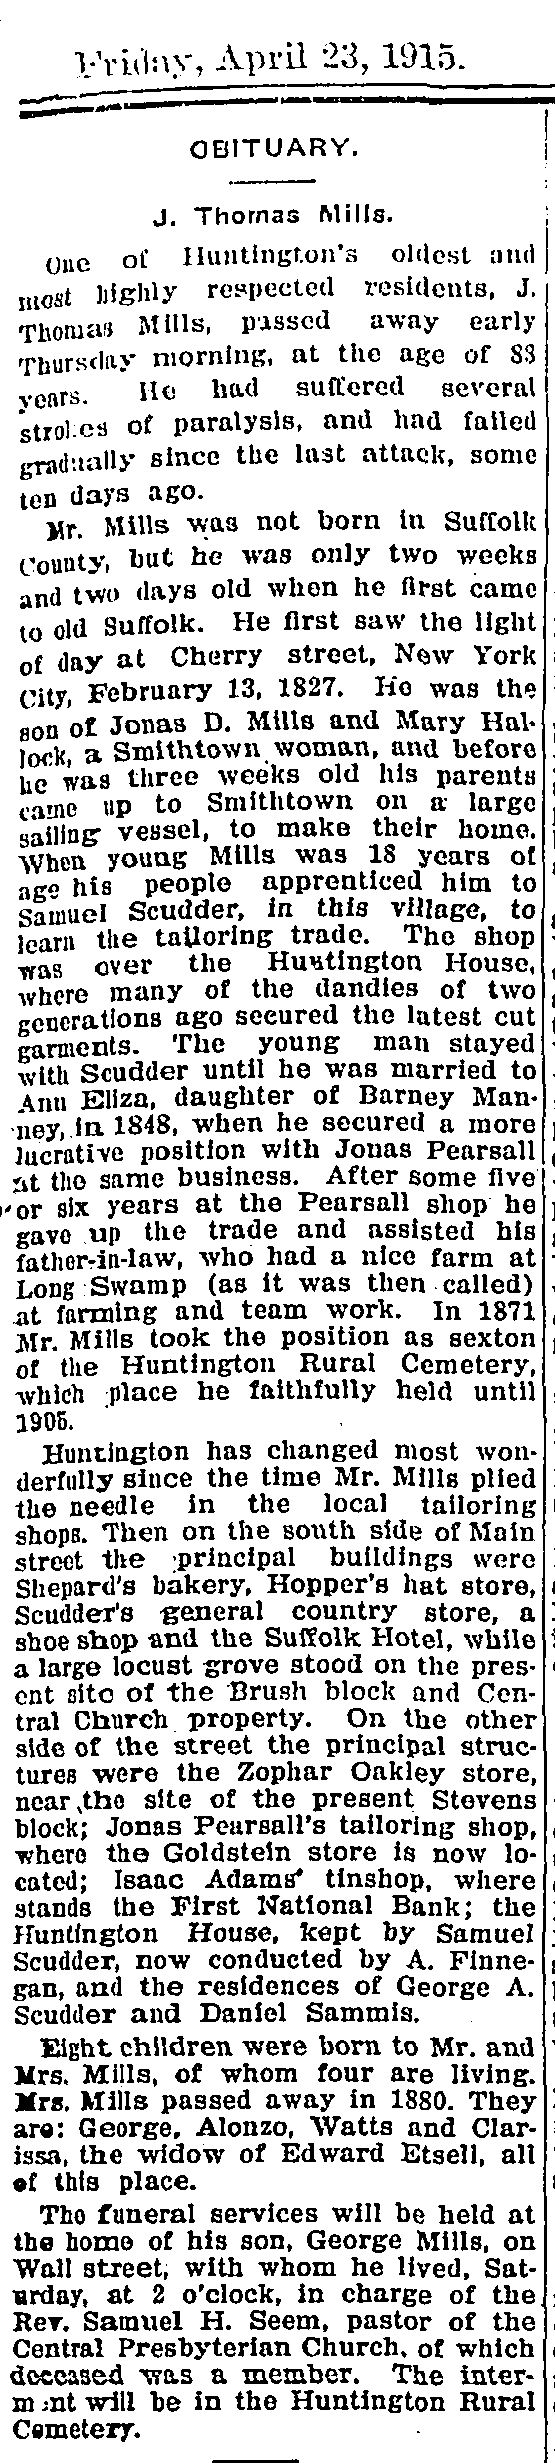 Friday, April 23, 1915.
OBITUARY.
J. Thomas Mills.
One of Huntington's oldest and
most highly respected residents, J.
Thomas Mills, passed away early
Thursday morning, at the age of 83
years. He had suffered several
strokes of paralysis, and had failed
gradually since the last attack, some
ten days ago.
Mr. Mills was not born in Suffolk
County, but he was only two weeks
and two days old when he first came
to old Suffolk. He first saw the light
of day at Cherry street, New York
City, February 13, 1827. He was the
son of Jonas D. Mills and Mary Hal-
lock, a Smithtown woman, and before
he was three weeks old his parents
came up to Smithtown on a large
sailing vessel, to make their home.
When young Mills was 18 years of
age his people apprenticed him to
Samuel Scudder, in this village, to
learn the tailoring trade. The shop
was over the Huntington House,
where many of the dandies of two
generations ago secured the latest cut
garments. The young man stayed
with Scudder until he was married to
Ann Eliza, daughter of Barney Man-
ney, in 1848, when he secured a more
lucrative position with Jonas Pearsall
at the same business. After some five
or six years at the Pearsall shop he
gave up the trade and assisted his
father-in-law, who had a nice farm at
Long Swamp (as it was then called)
at farming and team work. In 1871
Mr. Mills took the position as sexton
of the Huntington Rural Cemetery,
which place he faithfully held until
1905.
Huntington has changed most won-
derfully since the time Mr. Mills plied
the needle in the local tailoring
shops. Then on the south side of Main
street the principal buildings were
Shepard's bakery, Hopper's hat store,
Scudder's general country store, a
shoe shop and the Suffolk Hotel, while
a large locust grove stood on the pres-
ent site of the Brush block and Cen-
tral Church property. On the other
side of the street the principal struc-
tures were the Zophar Oakley store,
near the site of the present Stevens
block; Jonas Pearsall's tailoring shop,
where the Goldstein store is now lo-
cated; Isaac Adams' tinshop, where
stands the First National Bank; the
Huntington House, kept by Samuel
Scudder, now conducted by A. Finne-
gan, and the residences of George A.
Scudder and Daniel Sammis.
Eight children were born to Mr. and
Mrs. Mills, of whom four are living.
Mrs. Mills passed away in 1880. They
are: George, Alonzo, Watts and Clar-
issa, the widow of Edward Etsell, all
of this place.
The funeral services will be held at
the home of his son, George Mills, on
Wall street, with whom he lived, Sat-
urday, at 2 o'clock, in charge of the
Rev. Samuel H. Seem, pastor of the
Central Presbyterian Church, of which
deceased was a member. The inter-
ment will be in the Huntington Rural
Cemetery.